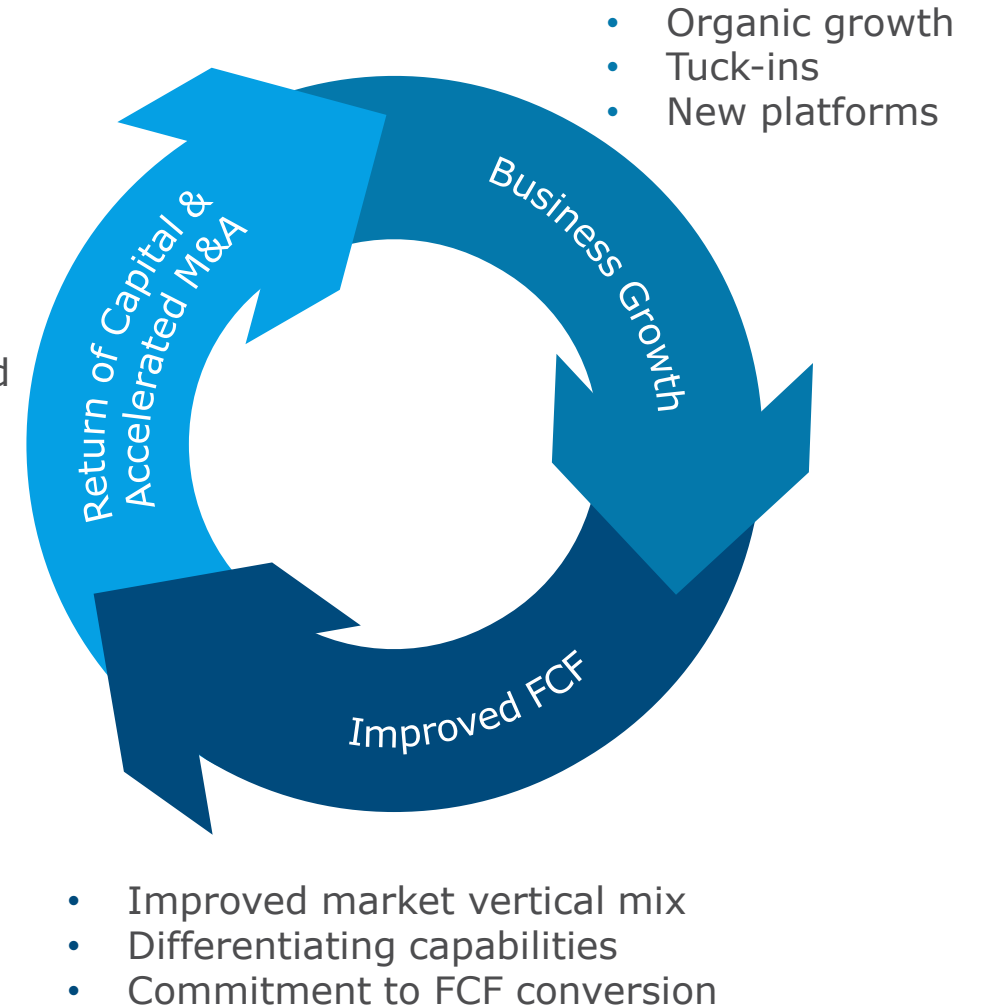 Organic growth
Tuck-ins
New platforms
Business Growth
Return of Capital &
Accelerated M&A
Improved FCF
Improved market vertical mix
Differentiating capabilities
Commitment to FCF conversion